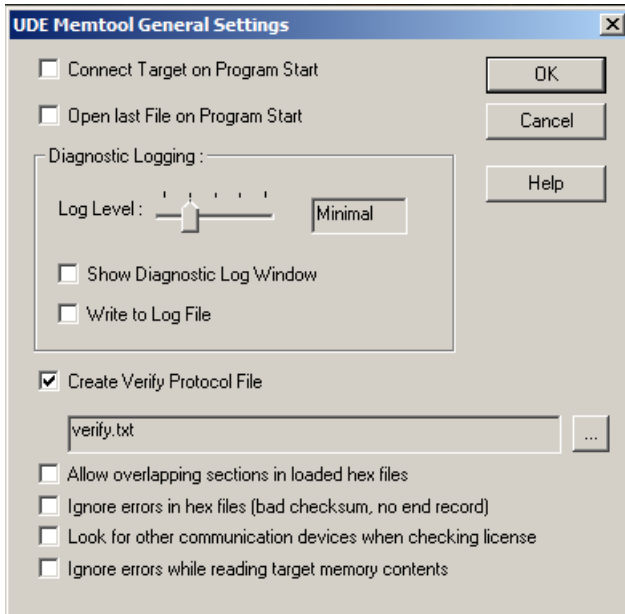 UDE Memtool General Settings
Connect Target on Program Start
OK
Open last File on Program Start
Cancel
Diagnostic Logging :
Help
Log Level :
Minimal
Show Diagnostic Log Window
Write to Log File
Create Verify Protocol File
verify.txt
...
Allow overlapping sections in loaded hex files
Ignore errors in hex files (bad checksum, no end record)
Look for other communication devices when checking license
Ignore errors while reading target memory contents